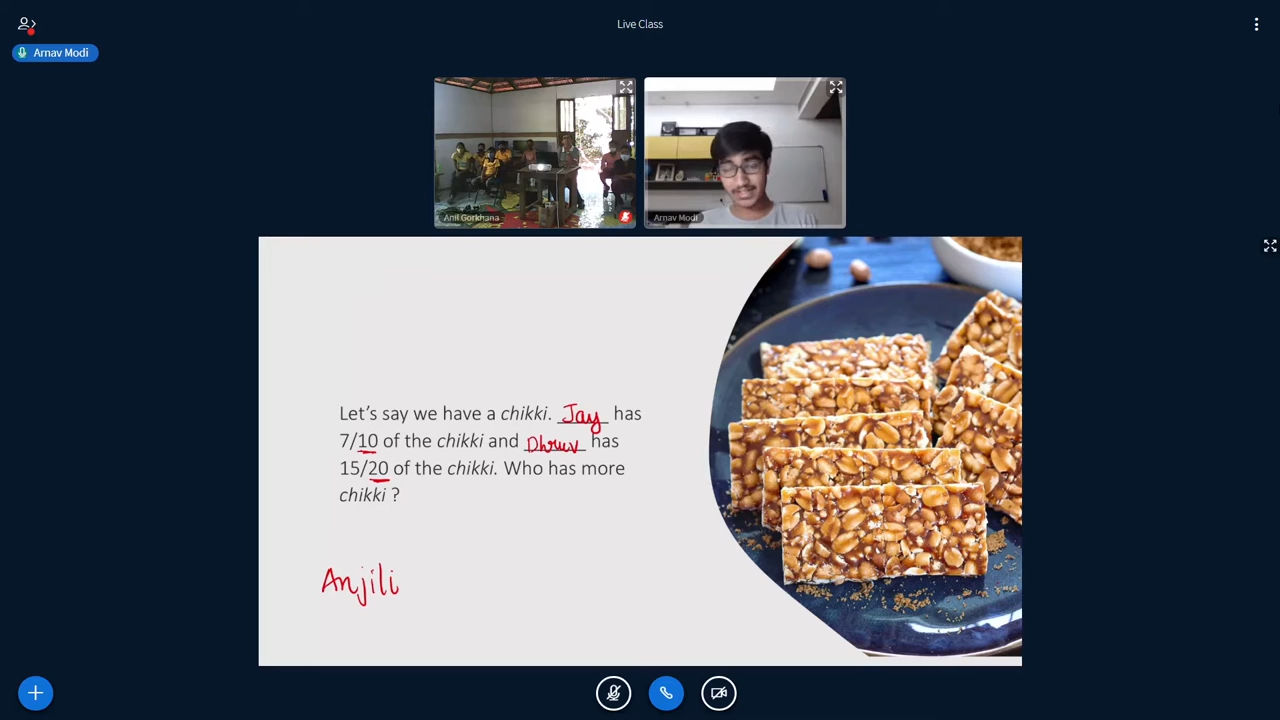 Live Class
Arnav Modi
Anil Gorkhana
Arnav Modi
Let's say we have a chikki. Jay has
7/10 of the chikki and Dhruv has
15/20 of the chikki. Who has more
chikki ?
Anjili